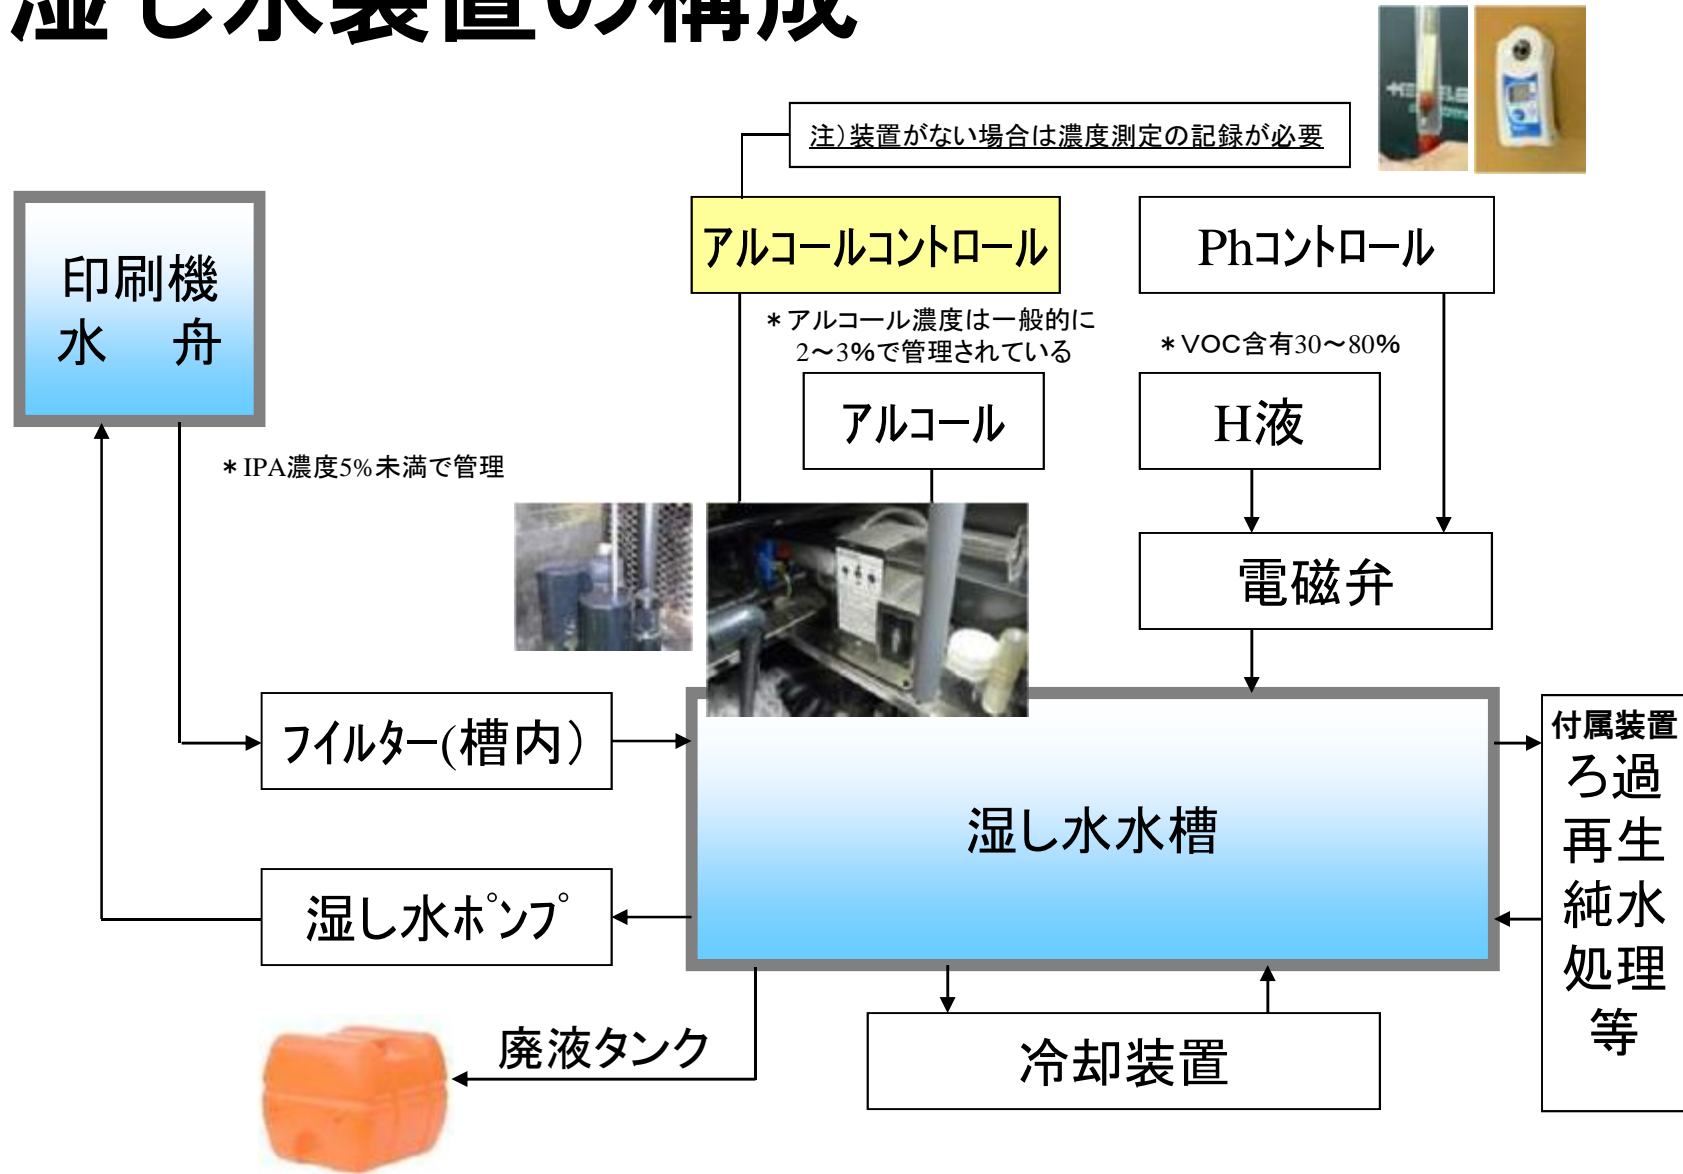 湿し水装置の構成
注）装置がない場合は濃度測定の記録が必要
印刷機
水 舟
アルコールコントロール
Phコントロール
＊アルコール濃度は一般的に
2～3%で管理されている
＊VOC含有30～80%
アルコール
H液
＊IPA濃度5%未満で管理
電磁弁
フイルター(槽内）
湿し水水槽
付属装置
ろ過
再生
純水
処理
等
湿し水ポンプ
廃液タンク
冷却装置